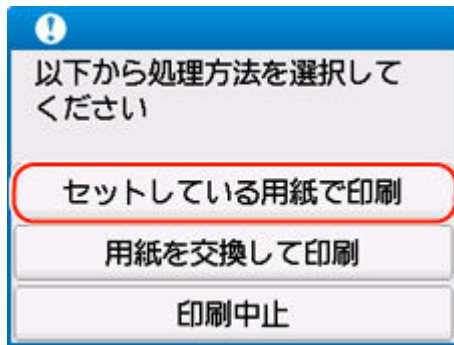 以下から処理方法を選択して
ください
セットしている用紙で印刷
用紙を交換して印刷
印刷中止